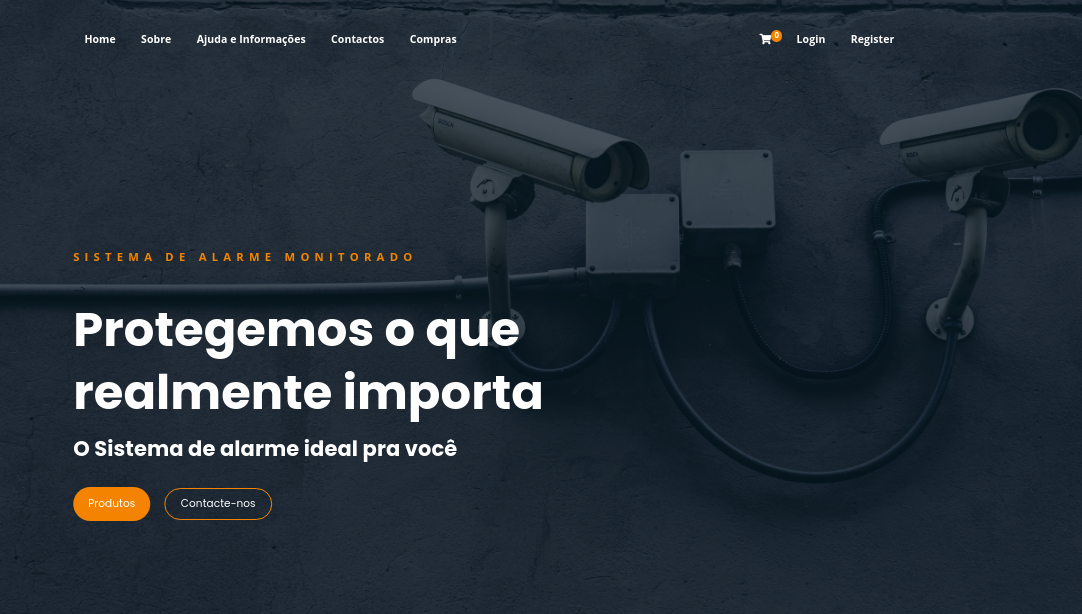 Home Sobre Ajuda e Informações Contactos Compras 0 Login Register
BOSCH
SISTEMA DE ALARME MONITORADO
Protegemos o que
realmente importa
O Sistema de alarme ideal pra você
Produtos Contacte-nos